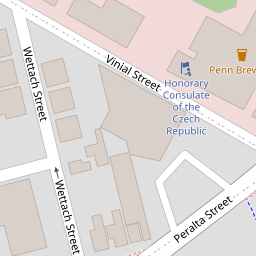 Wettach Street
Vinial Street
Penn Brew
Honorary
Consulate
of the
Czech
Republic
Wettach Street
Peralta Street